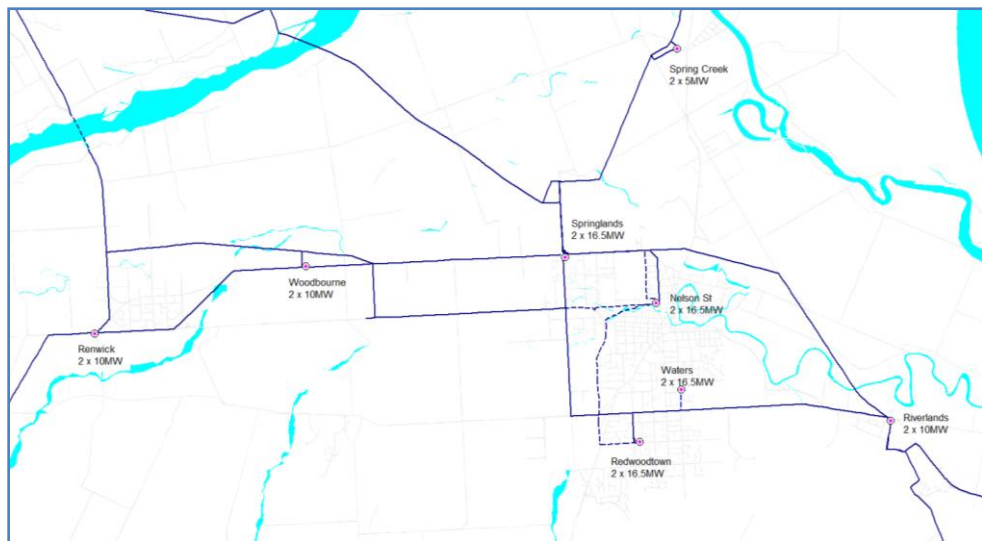 Spring Creek
2 x 5MW
Springlands
2 x 16.5MW
Woodbourne
2 x 10MW
Nelson St
2 x 16.5MW
Renwick
2 x 10MW
Waters
2 x 16.5MW
Riverlands
2 x 10MW
Redwoodtown
2 x 16.5MW